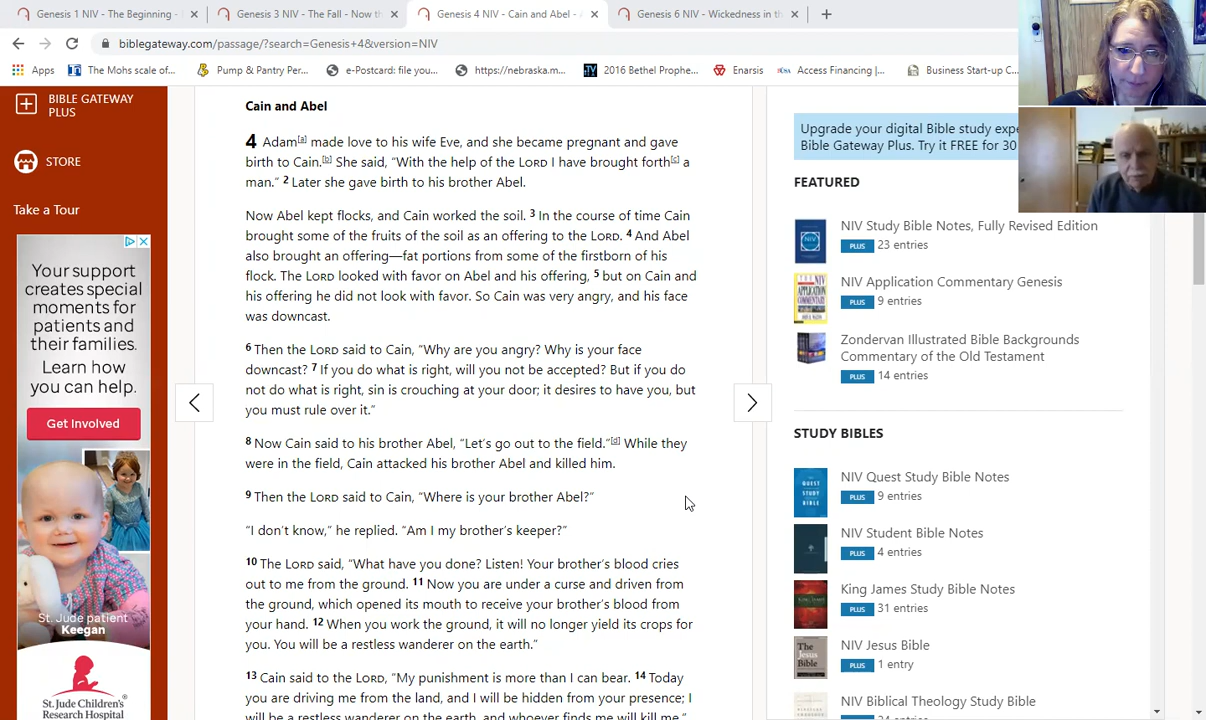 Genesis 1 NIV - The Beginning -
Genesis 3 NIV - The Fall - Now th
Genesis 4 NIV - Cain and Abel -
Genesis 6 NIV - Wickedness in th
biblegateway.com/passage/?search=Genesis+4&version=NIV
Apps
The Mohs scale of...
Pump & Pantry Per...
e-Postcard: file you...
https://nebraska.m...
2016 Bethel Prophe...
Enarsis
Access Financing |...
Business Start-up C
BIBLE GATEWAY
PLUS
STORE
Take a Tour
Your support
creates special
moments for
patients and
their families.
Learn how
you can help.
Get Involved
St. Jude patient
Keegan
St. Jude Children's
Research Hospital
Cain and Abel
4 Adam[a] made love to his wife Eve, and she became pregnant and gave
birth to Cain.[b] She said, “With the help of the LORD I have brought forth[c] a
man.” 2 Later she gave birth to his brother Abel.
Now Abel kept flocks, and Cain worked the soil. 3 In the course of time Cain
brought some of the fruits of the soil as an offering to the LORD. 4 And Abel
also brought an offering—fat portions from some of the firstborn of his
flock. The LORD looked with favor on Abel and his offering, 5 but on Cain and
his offering he did not look with favor. So Cain was very angry, and his face
was downcast.
6 Then the LORD said to Cain, “Why are you angry? Why is your face
downcast? 7 If you do what is right, will you not be accepted? But if you do
not do what is right, sin is crouching at your door; it desires to have you, but
you must rule over it.”
8 Now Cain said to his brother Abel, “Let’s go out to the field.”[d] While they
were in the field, Cain attacked his brother Abel and killed him.
9 Then the LORD said to Cain, “Where is your brother Abel?”
“I don’t know,” he replied. “Am I my brother’s keeper?”
10 The LORD said, “What have you done? Listen! Your brother’s blood cries
out to me from the ground. 11 Now you are under a curse and driven from
the ground, which opened its mouth to receive your brother’s blood from
your hand. 12 When you work the ground, it will no longer yield its crops for
you. You will be a restless wanderer on the earth.”
13 Cain said to the LORD, “My punishment is more than I can bear. 14 Today
you are driving me from the land, and I will be hidden from your presence; I
will be a restless wanderer on the earth, and whoever finds me will kill me.”
Upgrade your digital Bible study expe
Bible Gateway Plus. Try it FREE for 30
FEATURED
NIV Study Bible Notes, Fully Revised Edition
PLUS 23 entries
NIV Application Commentary Genesis
PLUS 9 entries
Zondervan Illustrated Bible Backgrounds
Commentary of the Old Testament
PLUS 14 entries
STUDY BIBLES
NIV Quest Study Bible Notes
PLUS 9 entries
NIV Student Bible Notes
PLUS 4 entries
King James Study Bible Notes
PLUS 31 entries
NIV Jesus Bible
PLUS 1 entry
NIV Biblical Theology Study Bible